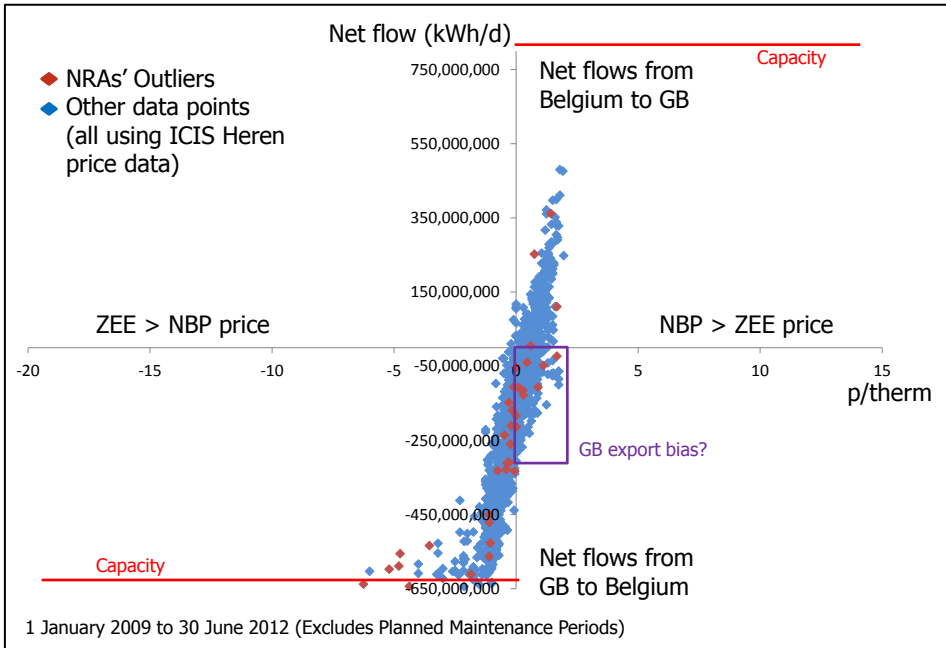 Net flow (kWh/d)
Capacity
750,000,000
NRAs' Outliers
Net flows from
Belgium to GB
Other data points
(all using ICIS Heren
price data)
550,000,000
350,000,000
150,000,000
ZEE > NBP price
NBP > ZEE price
-20
-15
-10
-5
0
5
10
15
-50,000,000
p/therm
-250,000,000
GB export bias?
-450,000,000
Capacity
Net flows from
GB to Belgium
-650,000,000
1 January 2009 to 30 June 2012 (Excludes Planned Maintenance Periods)